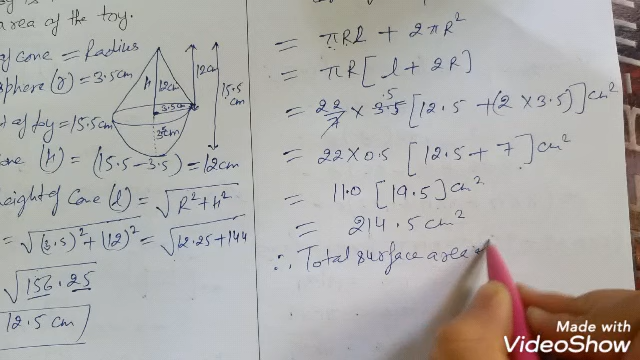 area of the toy.
of cone = Radius
sphere (r) = 3.5cm
of toy = 15.5cm
(H) = (15.5-3.5) = 12cm
height of Cone (l) = √R²+H²
= √(3.5)²+(12)² = √12.25+144
√156.25
12.5 cm
H
12cm
12cm
15.5
cm
3.5cm
= πRl + 2πR²
= πR[l+2R]
= 22/7 × 3.5 [12.5 + (2×3.5)] cm²
.5
= 22×0.5 [12.5+7] cm²
= 11.0 [19.5] cm²
= 214.5 cm²
∴ Total surface area
Made with
VideoShow